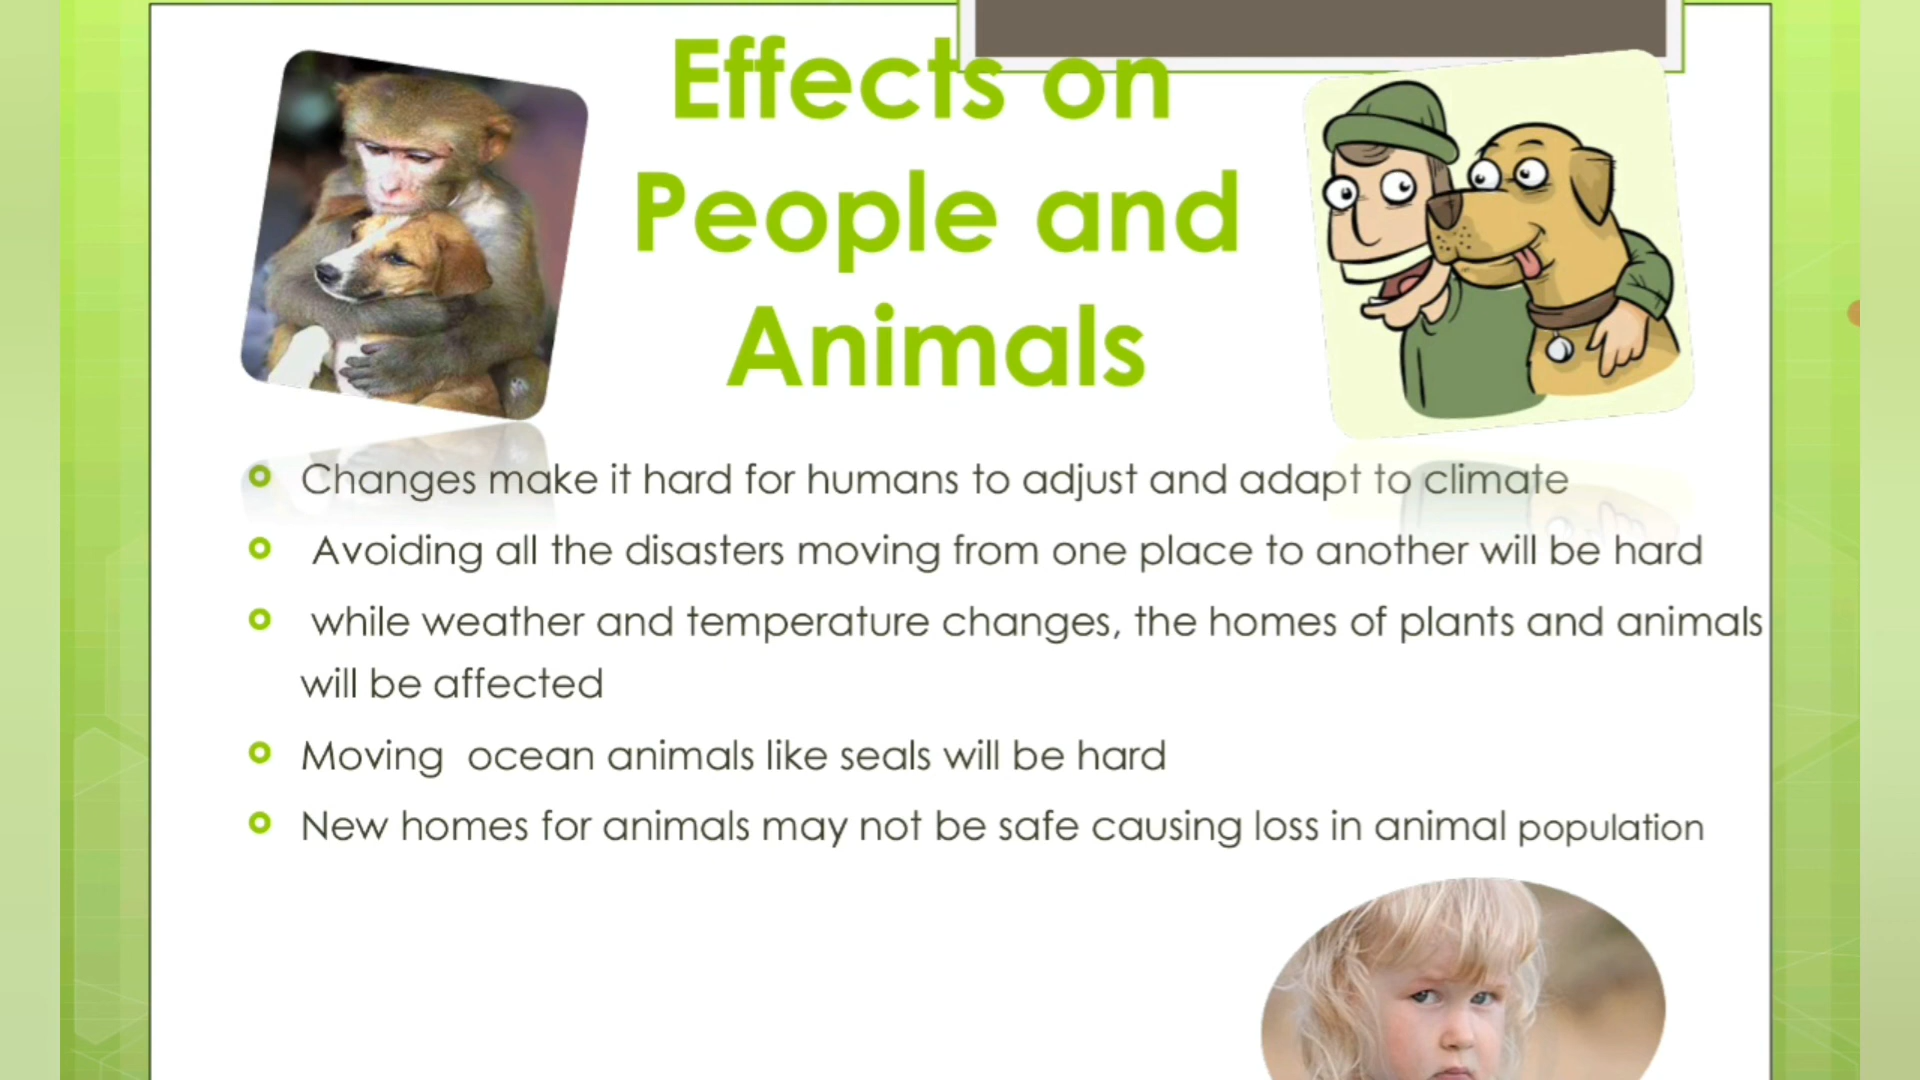 Effects on
People and
Animals
Changes make it hard for humans to adjust and adapt to climate
Avoiding all the disasters moving from one place to another will be hard
while weather and temperature changes, the homes of plants and animals
will be affected
Moving ocean animals like seals will be hard
New homes for animals may not be safe causing loss in animal population